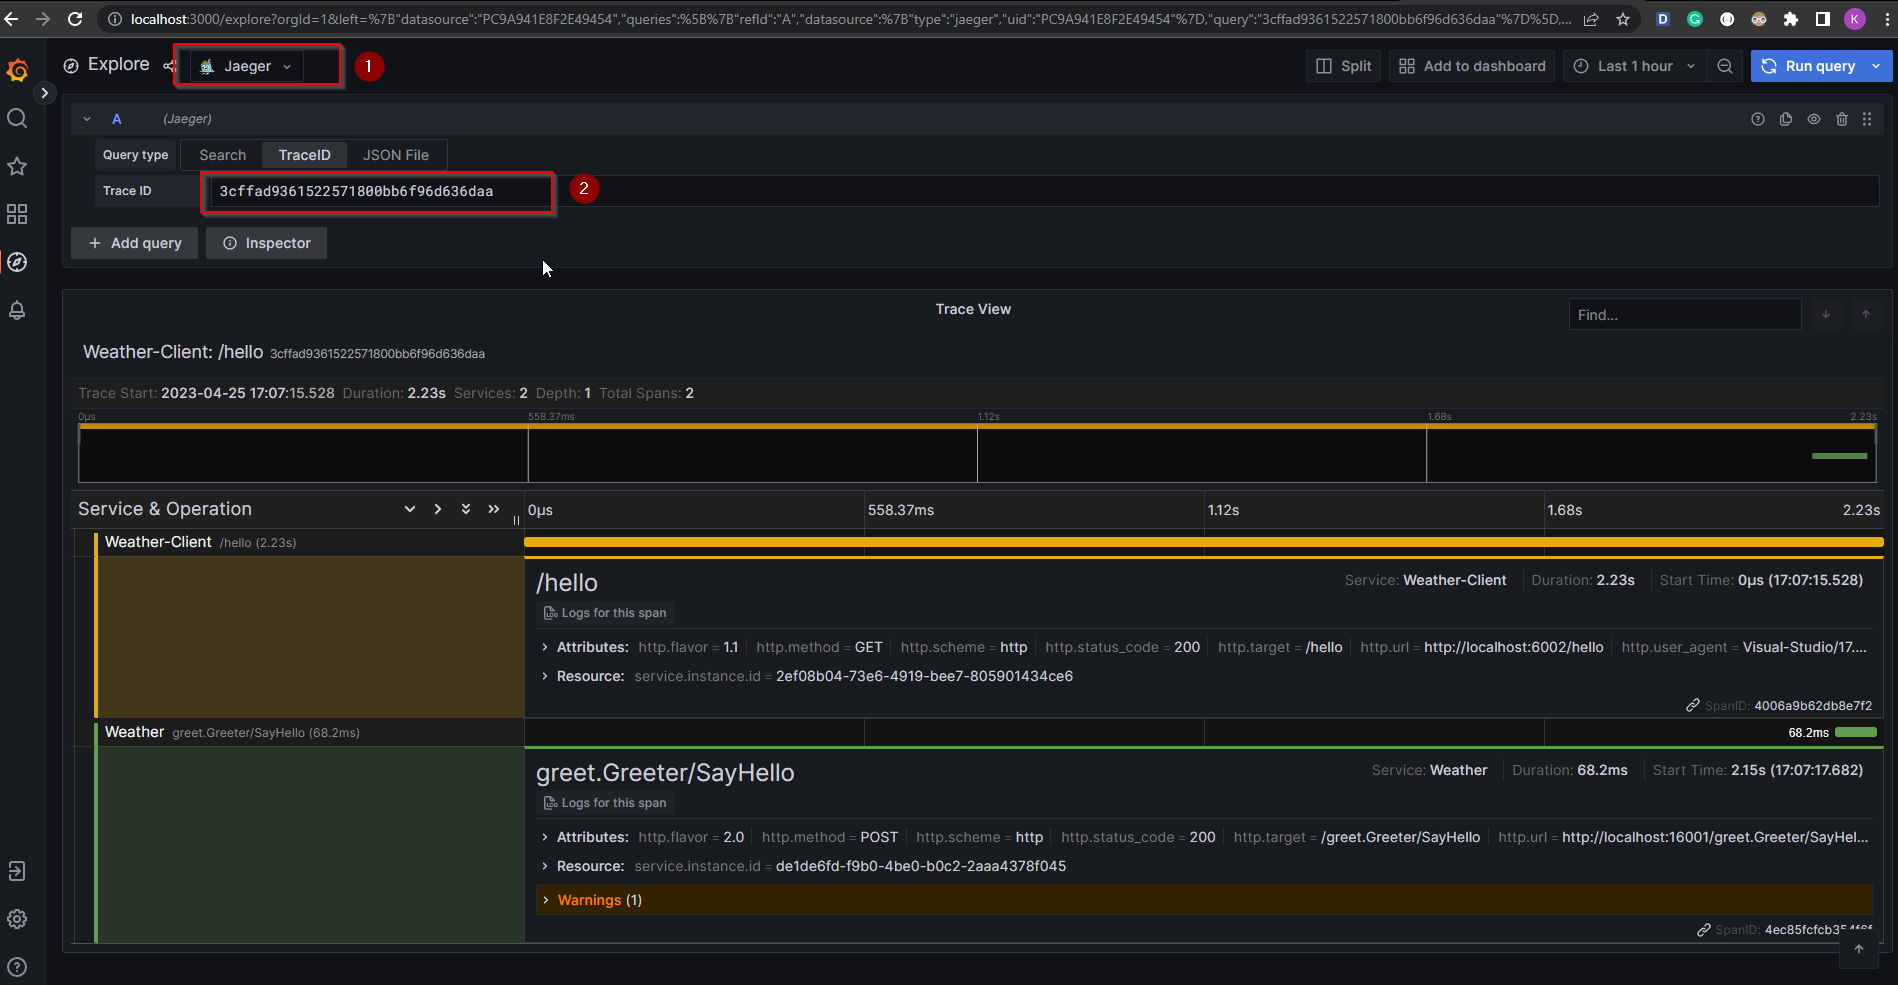 localhost:3000/explore?orgId=1&left=%7B"datasource":"PC9A941E8F2E49454","queries":%5B%7B"refId":"A","datasource":%7B"type":"jaeger","uid":"PC9A941E8F2E49454"%7D,"query":"3cffad9361522571800bb6f96d636daa"%7D%5D,... D G K
Explore Jaeger 1 Split Add to dashboard Last 1 hour Run query
A (Jaeger)
Query type Search TraceID JSON File
Trace ID 3cffad9361522571800bb6f96d636daa 2
+ Add query Inspector
Trace View Find...
Weather-Client: /hello 3cffad9361522571800bb6f96d636daa
Trace Start: 2023-04-25 17:07:15.528 Duration: 2.23s Services: 2 Depth: 1 Total Spans: 2
0μs 558.37ms 1.12s 1.68s 2.23s
Service & Operation 0μs 558.37ms 1.12s 1.68s 2.23s
Weather-Client /hello (2.23s)
/hello Service: Weather-Client Duration: 2.23s Start Time: 0μs (17:07:15.528)
Logs for this span
Attributes: http.flavor = 1.1 http.method = GET http.scheme = http http.status_code = 200 http.target = /hello http.url = http://localhost:6002/hello http.user_agent = Visual-Studio/17....
Resource: service.instance.id = 2ef08b04-73e6-4919-bee7-805901434ce6
SpanID: 4006a9b62db8e7f2
Weather greet.Greeter/SayHello (68.2ms) 68.2ms
greet.Greeter/SayHello Service: Weather Duration: 68.2ms Start Time: 2.15s (17:07:17.682)
Logs for this span
Attributes: http.flavor = 2.0 http.method = POST http.scheme = http http.status_code = 200 http.target = /greet.Greeter/SayHello http.url = http://localhost:16001/greet.Greeter/SayHel...
Resource: service.instance.id = de1de6fd-f9b0-4be0-b0c2-2aaa4378f045
Warnings (1)
SpanID: